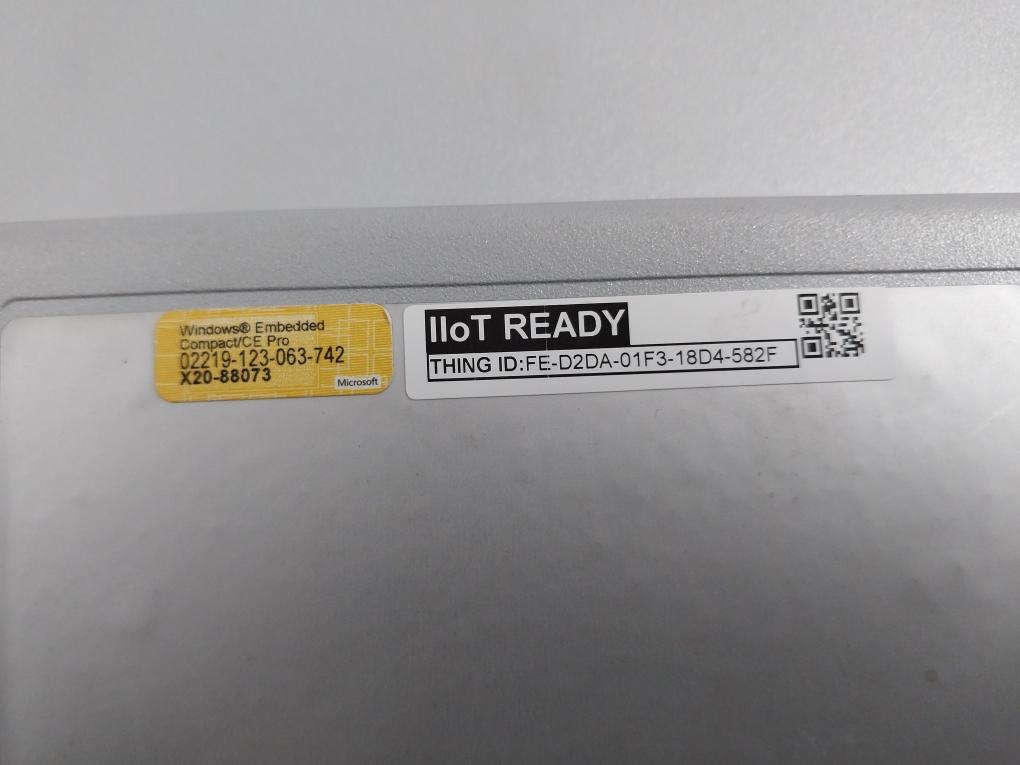 Windows® Embedded
Compact/CE Pro
02219-123-063-742
X20-88073
Microsoft
IIoT READY
THING ID:FE-D2DA-01F3-18D4-582F